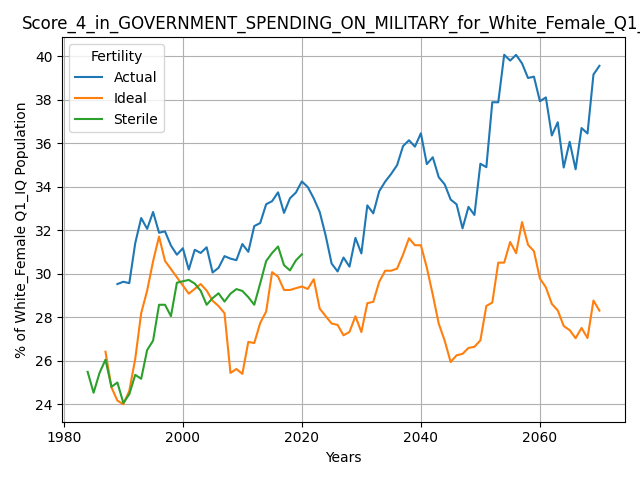 Score_4_in_GOVERNMENT_SPENDING_ON_MILITARY_for_White_Female_Q1_
Fertility
Actual
Ideal
Sterile
% of White_Female Q1_IQ Population
40
38
36
34
32
30
28
26
24
1980
2000
2020
2040
2060
Years